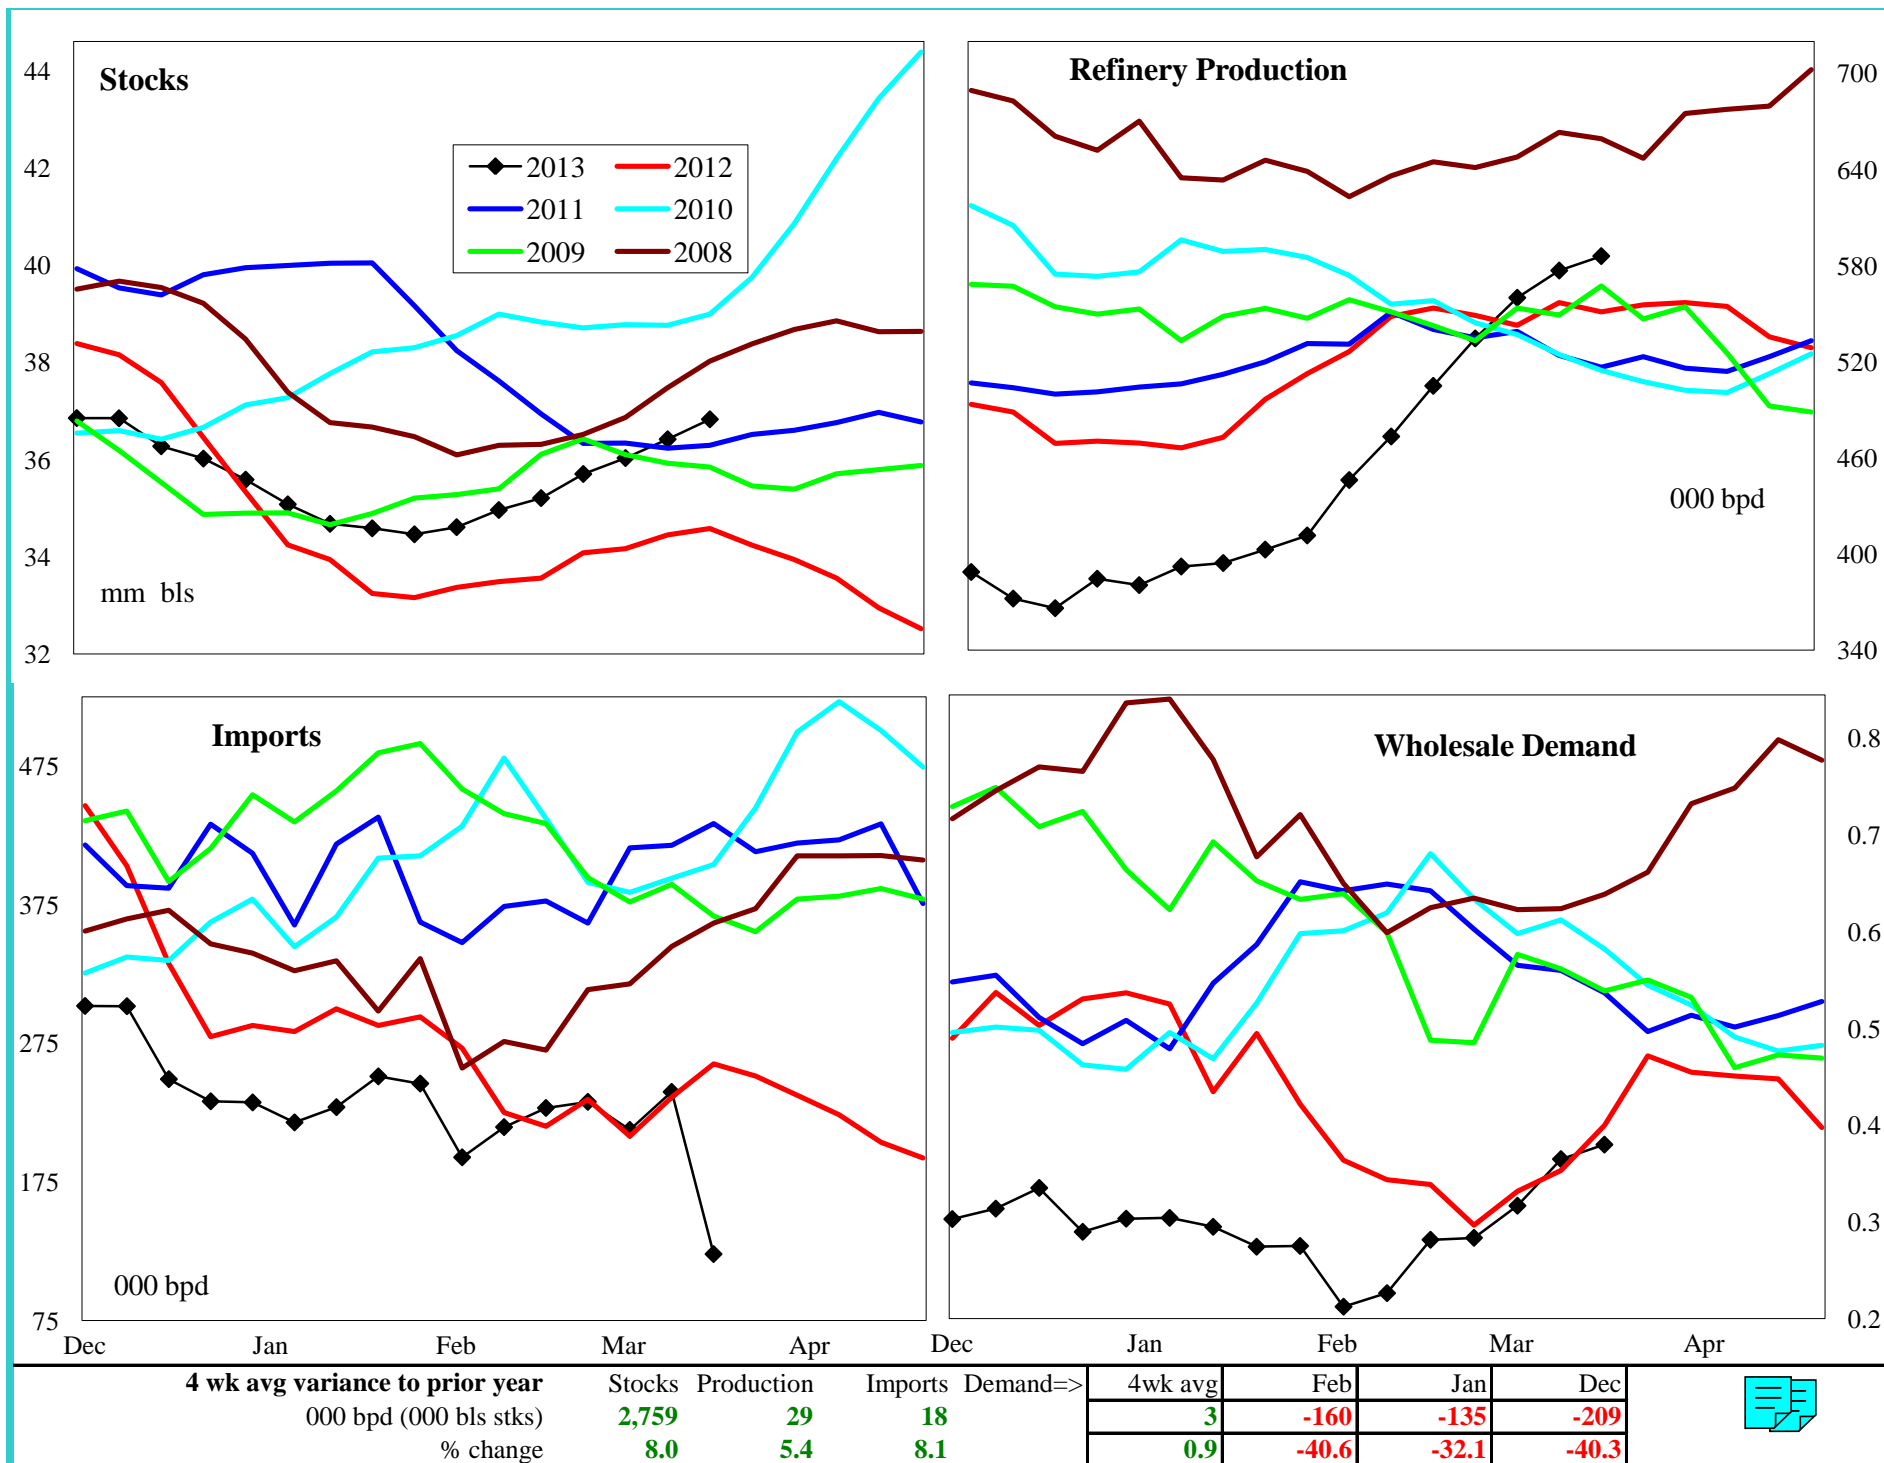 Stocks
44
42
40
38
36
34
32
2013
2012
2011
2010
2009
2008
mm bls
Refinery Production
700
640
580
520
460
400
340
000 bpd
Imports
475
375
275
175
75
000 bpd
Dec Jan Feb Mar Apr
Wholesale Demand
0.8
0.7
0.6
0.5
0.4
0.3
0.2
Dec Jan Feb Mar Apr
4 wk avg variance to prior year Stocks Production Imports Demand=> 4wk avg Feb Jan Dec
000 bpd (000 bls stks) 2,759 29 18 3 -160 -135 -209
% change 8.0 5.4 8.1 0.9 -40.6 -32.1 -40.3